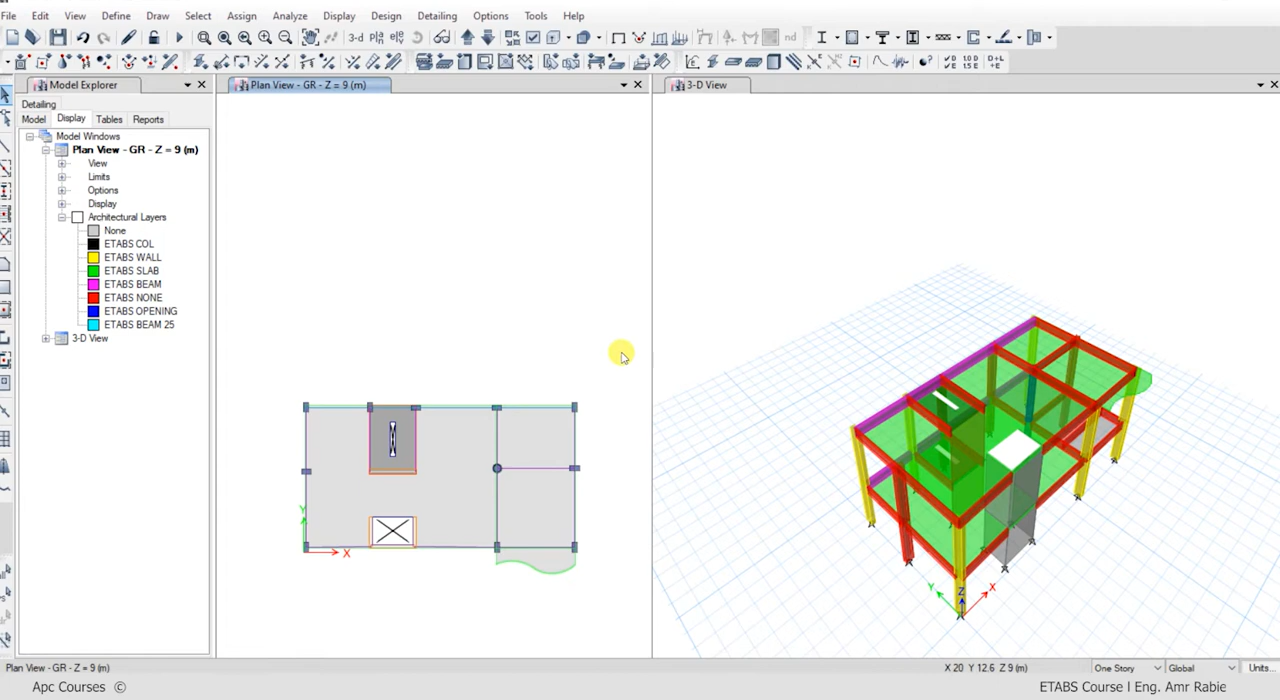 File Edit View Define Draw Select Assign Analyze Display Design Detailing Options Tools Help
3-d nd
Model Explorer
Plan View - GR - Z = 9 (m)
3-D View
Detailing
Model Display Tables Reports
Model Windows
Plan View - GR - Z = 9 (m)
View
Limits
Options
Display
Architectural Layers
None
ETABS COL
ETABS WALL
ETABS SLAB
ETABS BEAM
ETABS NONE
ETABS OPENING
ETABS BEAM 25
3-D View
Y
X
Y X
Z
Plan View - GR - Z = 9 (m)
X 20 Y 12.6 Z 9 (m)
One Story
Global
Units...
Apc Courses ©
ETABS Course I Eng. Amr Rabie